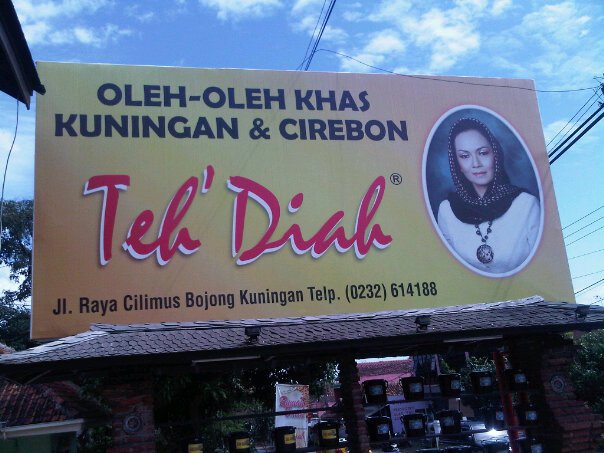 OLEH-OLEH KHAS
KUNINGAN & CIREBON
Teh' Diah ®
Jl. Raya Cilimus Bojong Kuningan Telp. (0232) 614188